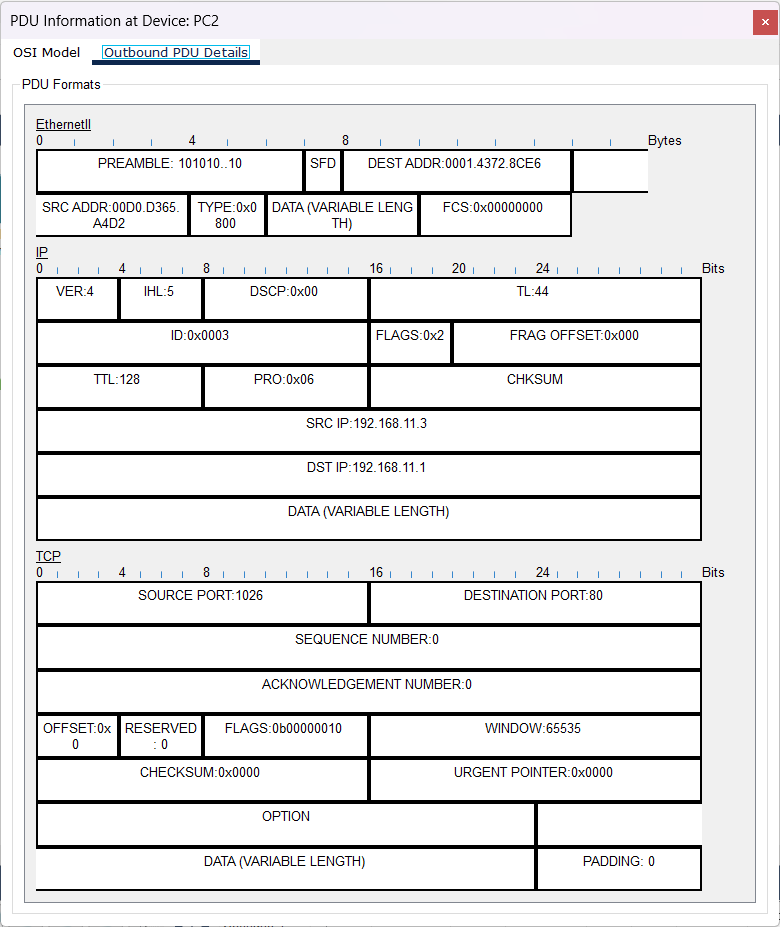 PDU Information at Device: PC2
OSI Model Outbound PDU Details
PDU Formats
EthernetII
0 4 8 Bytes
PREAMBLE: 101010..10 SFD DEST ADDR:0001.4372.8CE6
SRC ADDR:00D0.D365. TYPE:0x0 DATA (VARIABLE LENG FCS:0x00000000
A4D2 800 TH)
IP
0 4 8 16 20 24 Bits
VER:4 IHL:5 DSCP:0x00 TL:44
ID:0x0003 FLAGS:0x2 FRAG OFFSET:0x000
TTL:128 PRO:0x06 CHKSUM
SRC IP:192.168.11.3
DST IP:192.168.11.1
DATA (VARIABLE LENGTH)
TCP
0 4 8 16 24 Bits
SOURCE PORT:1026 DESTINATION PORT:80
SEQUENCE NUMBER:0
ACKNOWLEDGEMENT NUMBER:0
OFFSET:0x RESERVED FLAGS:0b00000010 WINDOW:65535
0 : 0
CHECKSUM:0x0000 URGENT POINTER:0x0000
OPTION
DATA (VARIABLE LENGTH) PADDING: 0